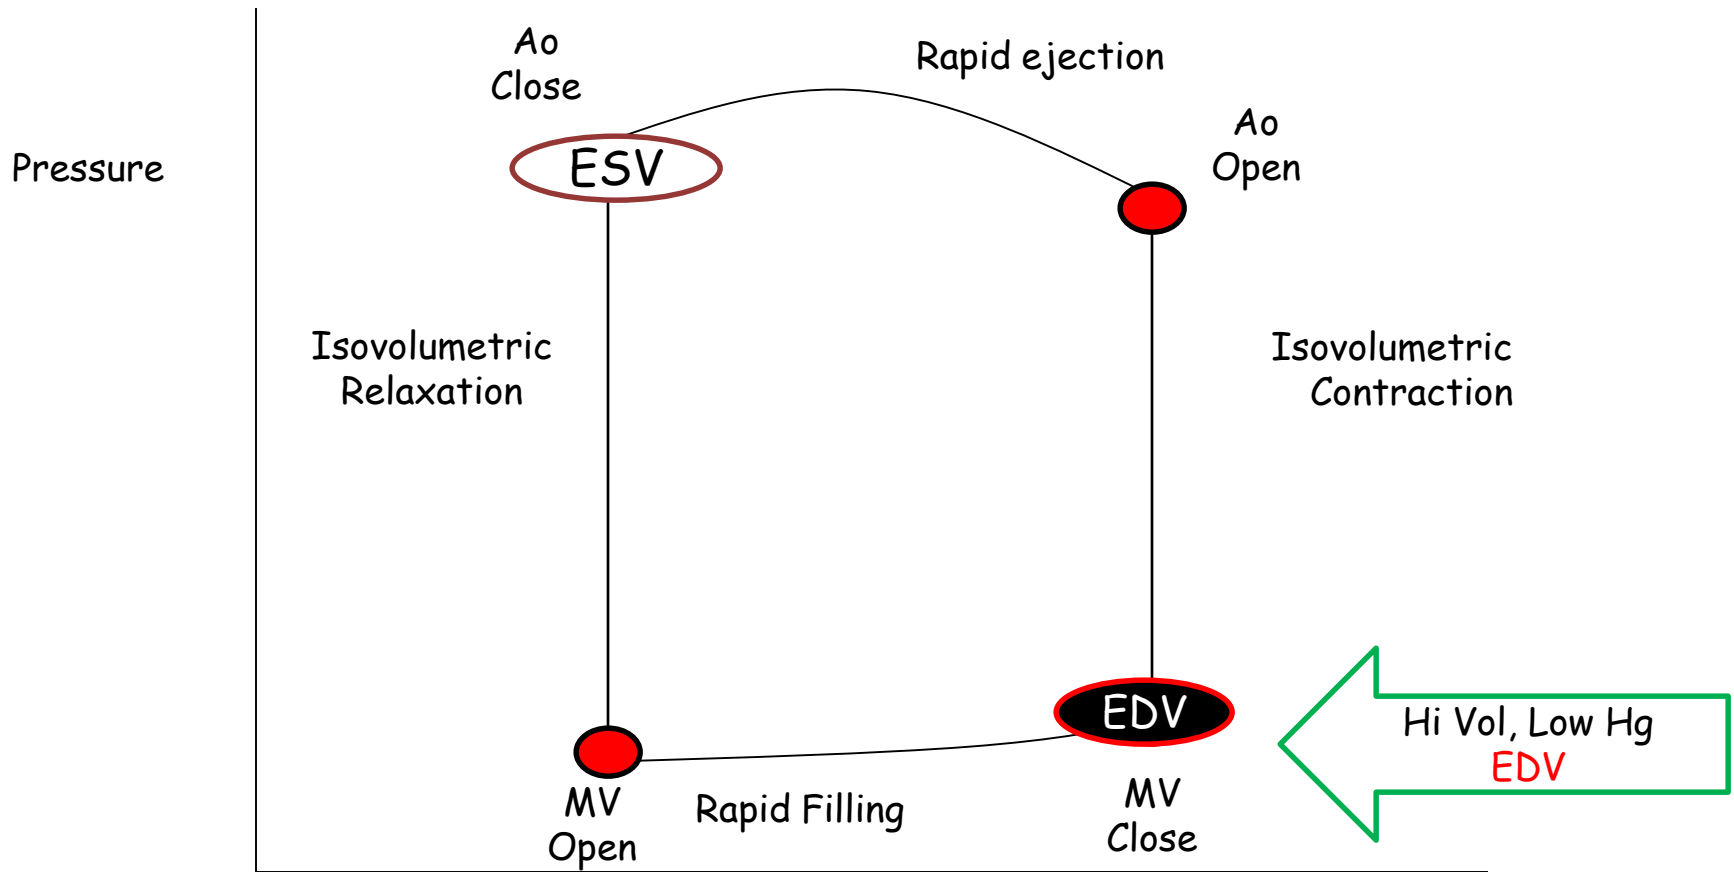 Ao
Close
Rapid ejection
Ao
Open
Pressure
ESV
Isovolumetric
Relaxation
Isovolumetric
Contraction
EDV
Hi Vol, Low Hg
EDV
MV
Open
Rapid Filling
MV
Close